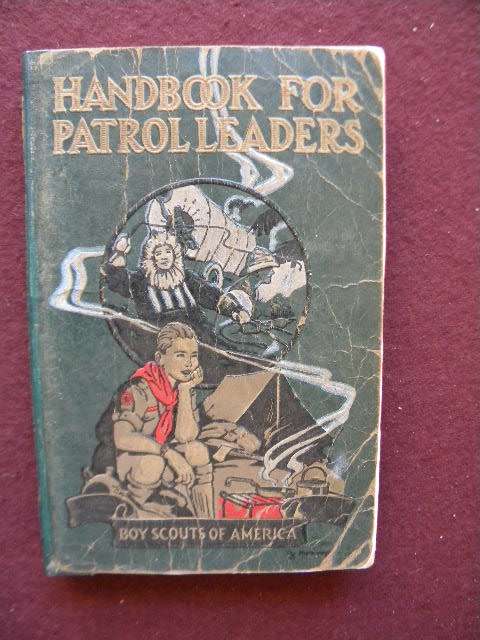 HANDBOOK FOR
PATROL LEADERS
BOY SCOUTS OF AMERICA